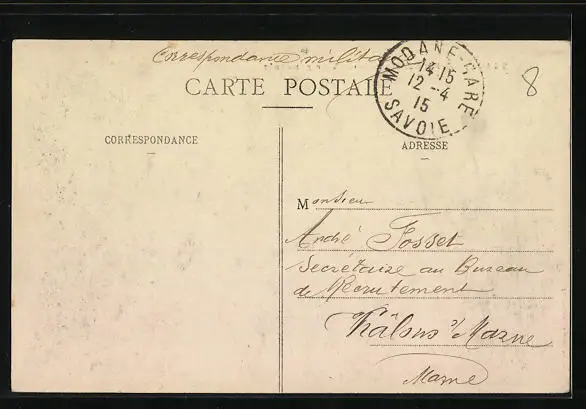 Correspondance milita
CARTE POSTALE
MODANE-GARE
14 15
12 -4
15
SAVOIE
8
CORRESPONDANCE
ADRESSE
Monsieur
André Fosset
Secrétaire au Bureau
de Recrutement
Châlons s/ Marne
Marne